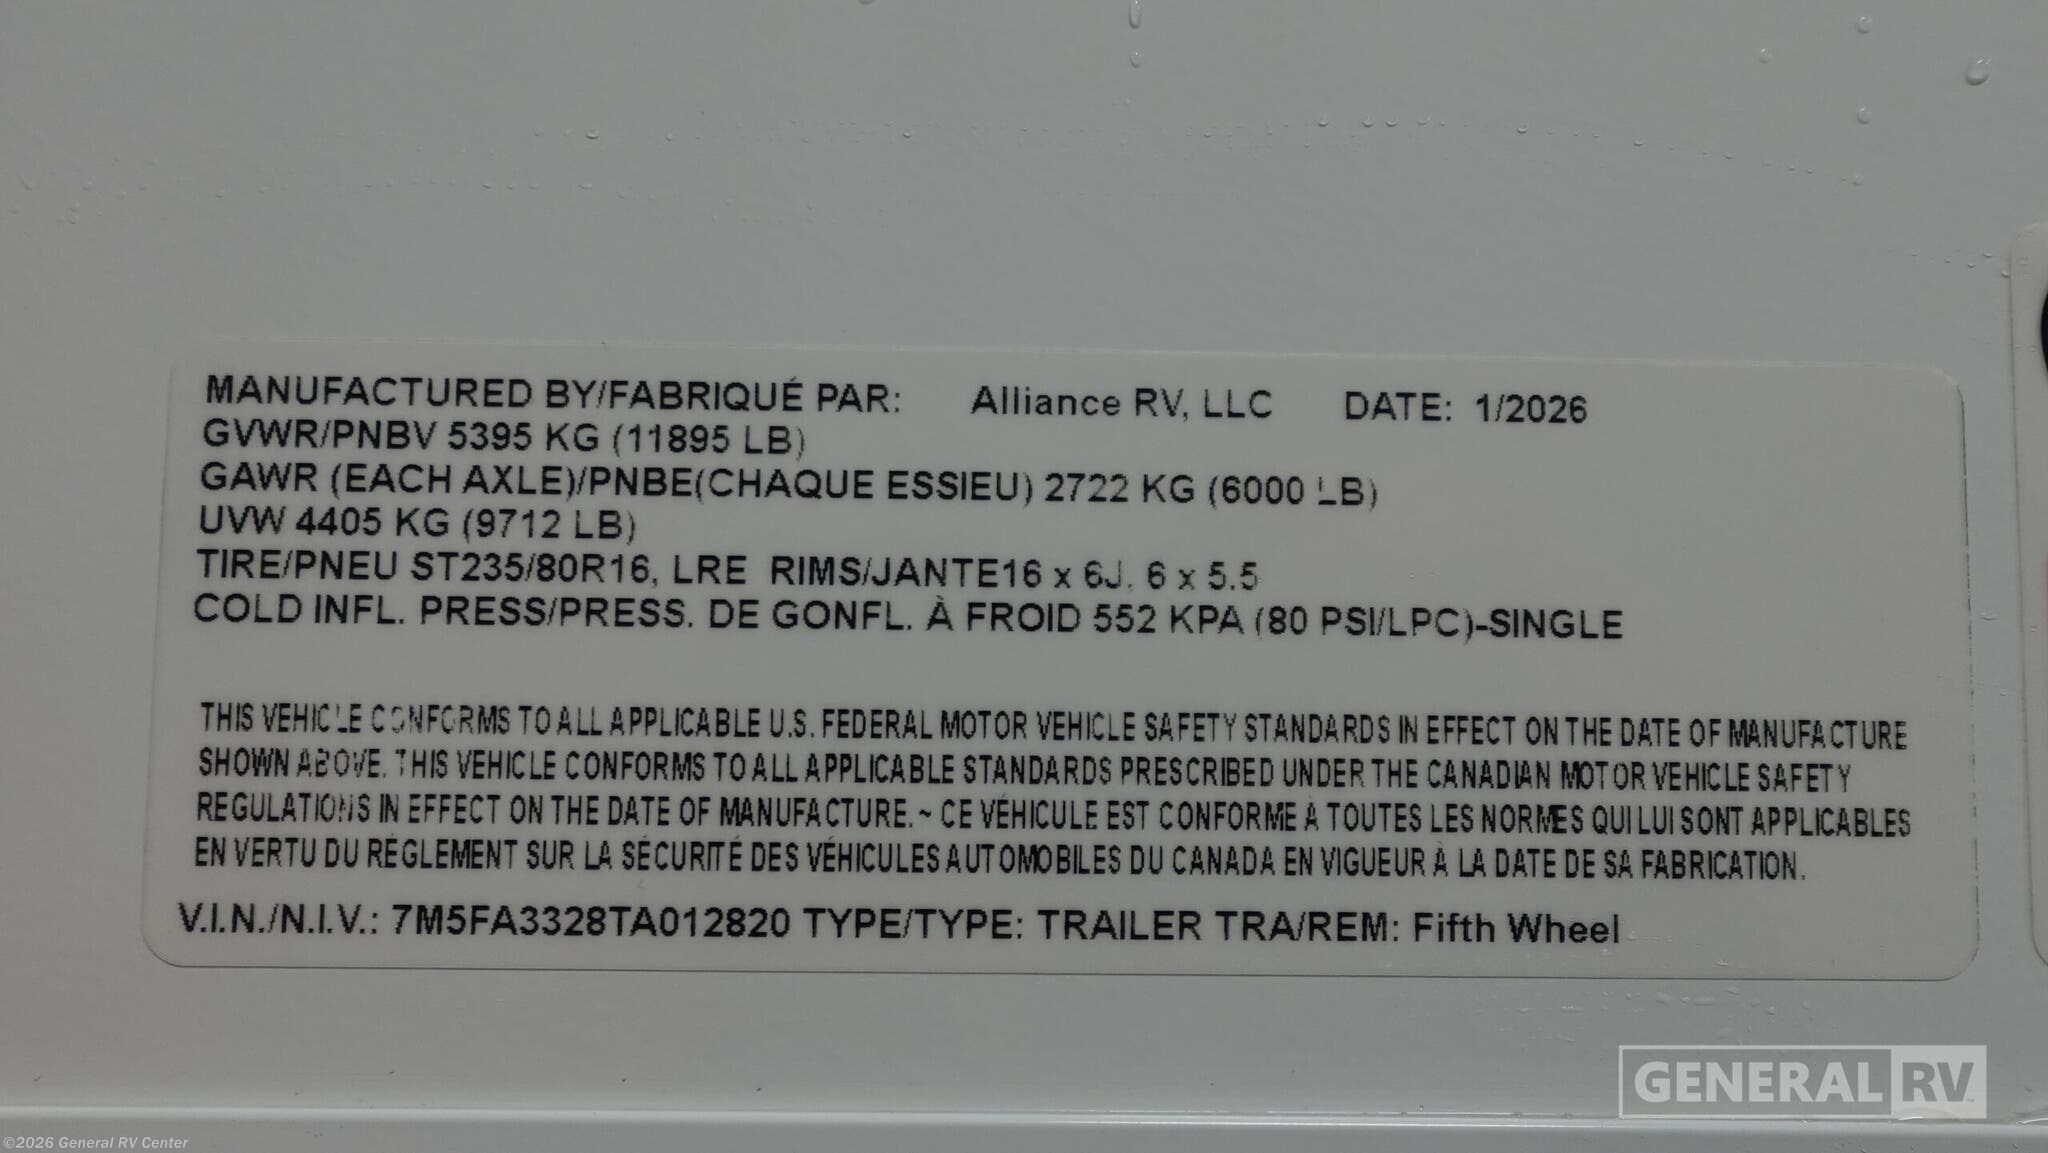 MANUFACTURED BY/FABRIQUÉ PAR: Alliance RV, LLC DATE: 1/2026
GVWR/PNBV 5395 KG (11895 LB)
GAWR (EACH AXLE)/PNBE(CHAQUE ESSIEU) 2722 KG (6000 LB)
UVW 4405 KG (9712 LB)
TIRE/PNEU ST235/80R16, LRE RIMS/JANTE16 x 6J, 6 x 5.5
COLD INFL. PRESS/PRESS. DE GONFL. À FROID 552 KPA (80 PSI/LPC)-SINGLE
THIS VEHICLE CONFORMS TO ALL APPLICABLE U.S. FEDERAL MOTOR VEHICLE SAFETY STANDARDS IN EFFECT ON THE DATE OF MANUFACTURE
SHOWN ABOVE. THIS VEHICLE CONFORMS TO ALL APPLICABLE STANDARDS PRESCRIBED UNDER THE CANADIAN MOTOR VEHICLE SAFETY
REGULATIONS IN EFFECT ON THE DATE OF MANUFACTURE. ~ CE VÉHICULE EST CONFORME À TOUTES LES NORMES QUI LUI SONT APPLICABLES
EN VERTU DU RÉGLEMENT SUR LA SÉCURITÉ DES VÉHICULES AUTOMOBILES DU CANADA EN VIGUEUR À LA DATE DE SA FABRICATION.
V.I.N./N.I.V.: 7M5FA3328TA012820 TYPE/TYPE: TRAILER TRA/REM: Fifth Wheel
GENERAL RV
©2026 General RV Center